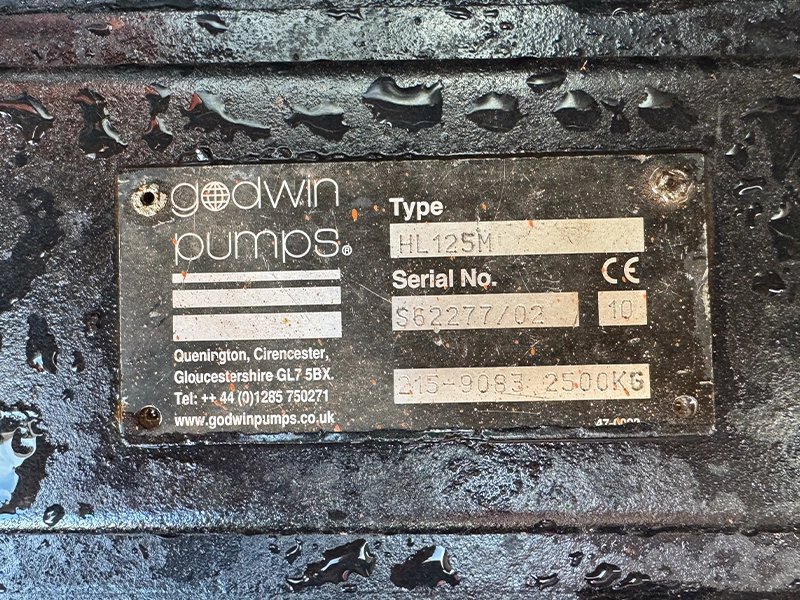 godwin
pumps®
Quenington, Cirencester,
Gloucestershire GL7 5BX.
Tel: ++ 44 (0)1285 750271
www.godwinpumps.co.uk
Type
HL125M
Serial No.
CE
S62277/02
10
215-9083 2500KG